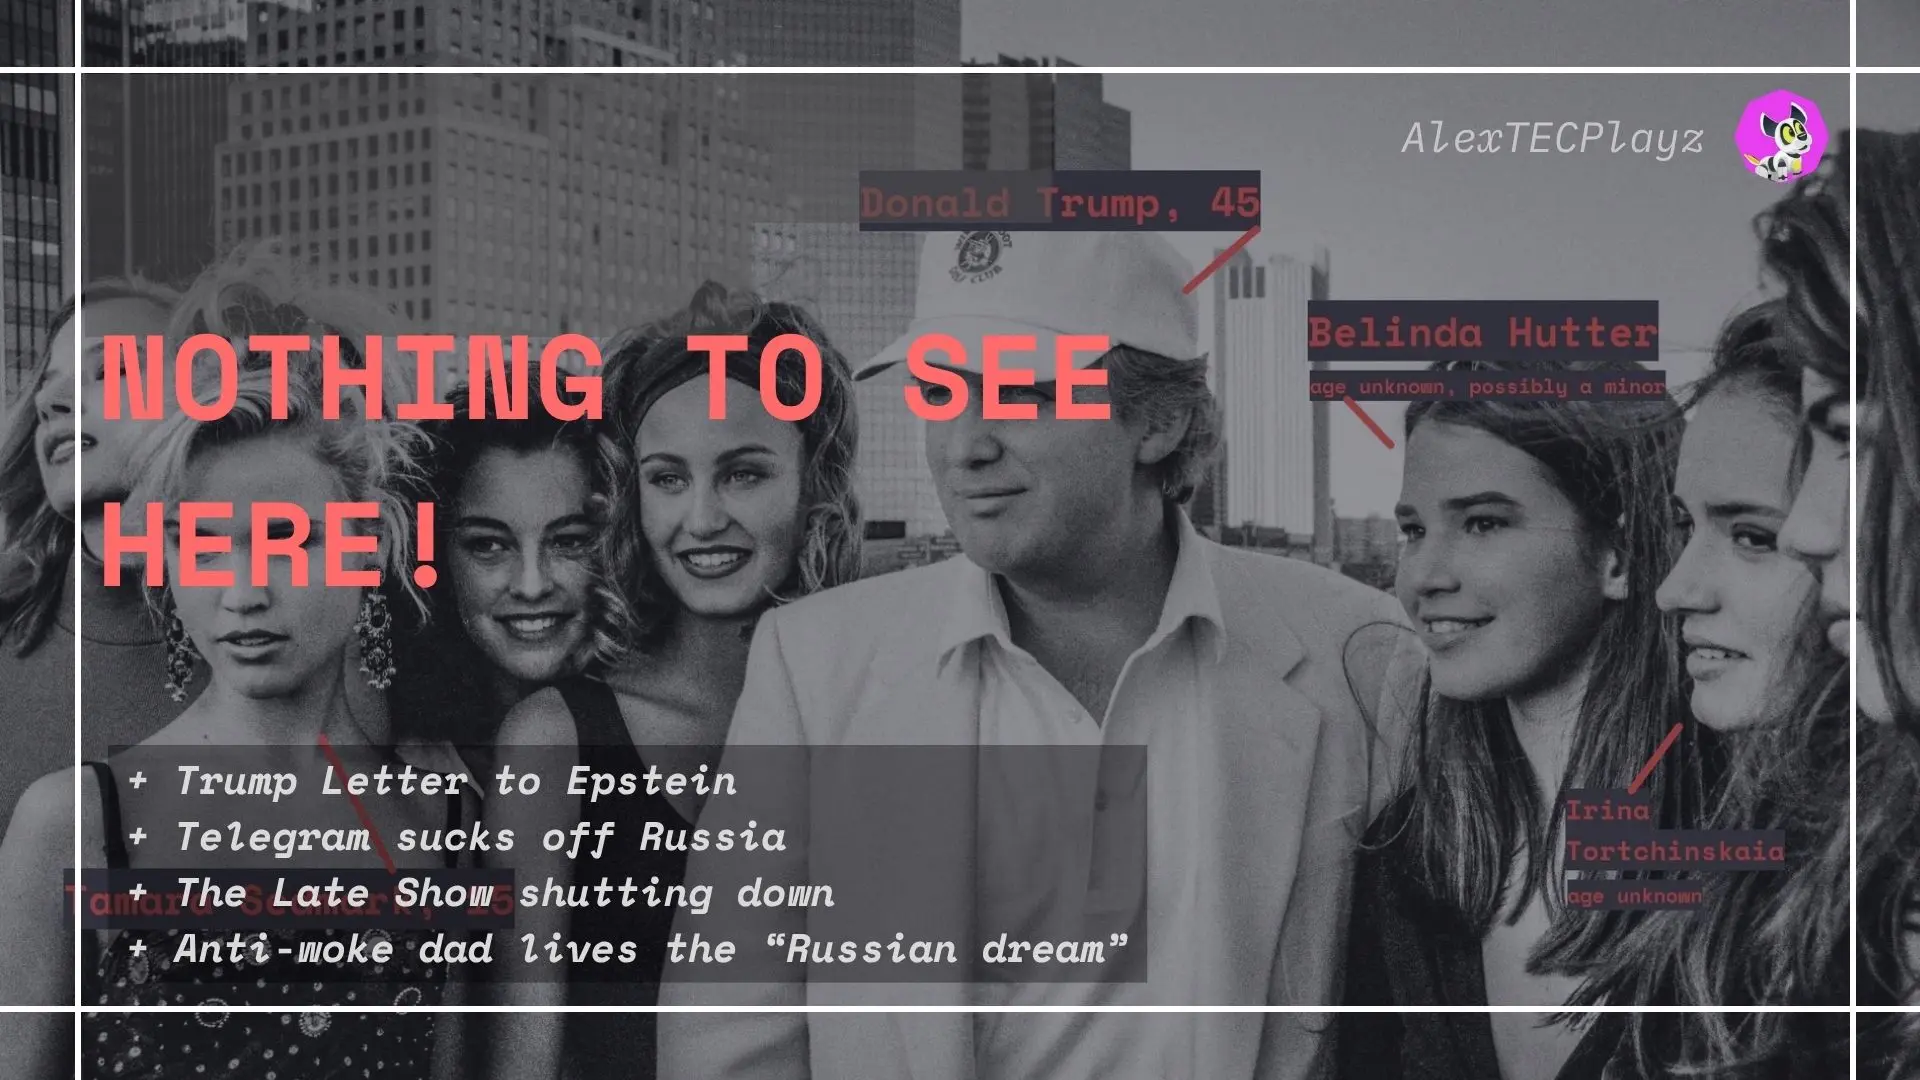 AlexTECPlayz
Donald Trump, 45
Belinda Hutter
age unknown, possibly a minor
NOTHING TO SEE
HERE!
+ Trump Letter to Epstein
+ Telegram sucks off Russia
+ The Late Show shutting down
+ Anti-woke dad lives the “Russian dream”
Tamara 15
Irina
Tortchinskaia
age unknown